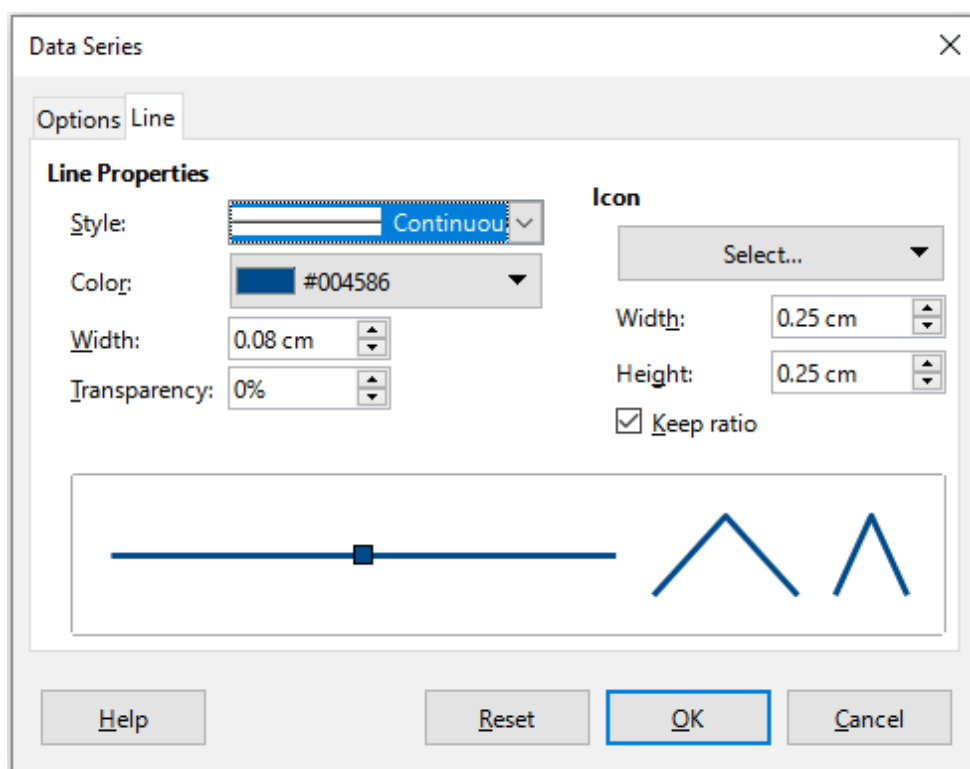 Data Series
Options Line
Line Properties
Style: Continuou
Color: #004586
Width: 0.08 cm
Transparency: 0%
Icon
Select...
Width: 0.25 cm
Height: 0.25 cm
Keep ratio
Help Reset OK Cancel